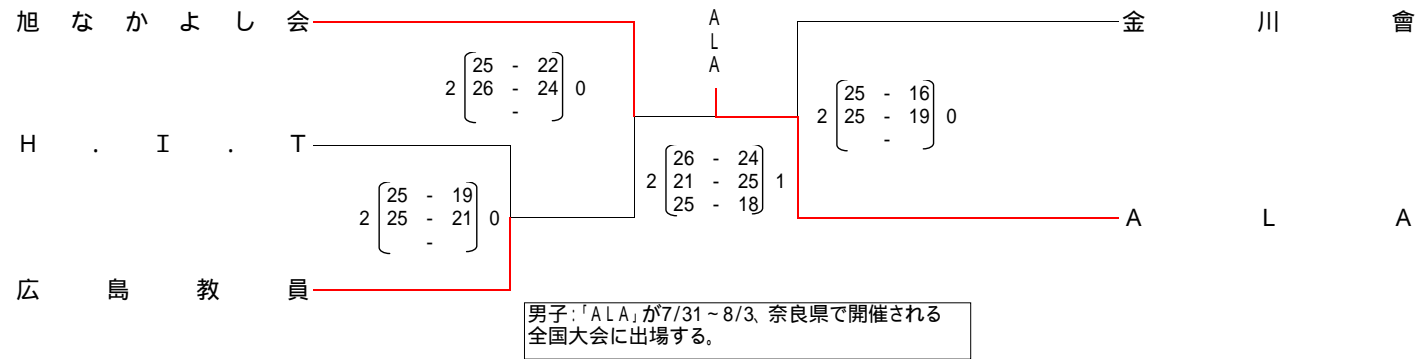 旭なかよし会
2 [25 - 22] 0
26 - 24
-
H.I.T
2 [25 - 19] 0
25 - 21
-
広島教員
ALA
2 [26 - 24] 1
21 - 25
25 - 18
金川會
2 [25 - 16] 0
25 - 19
-
ALA
男子:「ALA」が7/31~8/3、奈良県で開催される
全国大会に出場する。